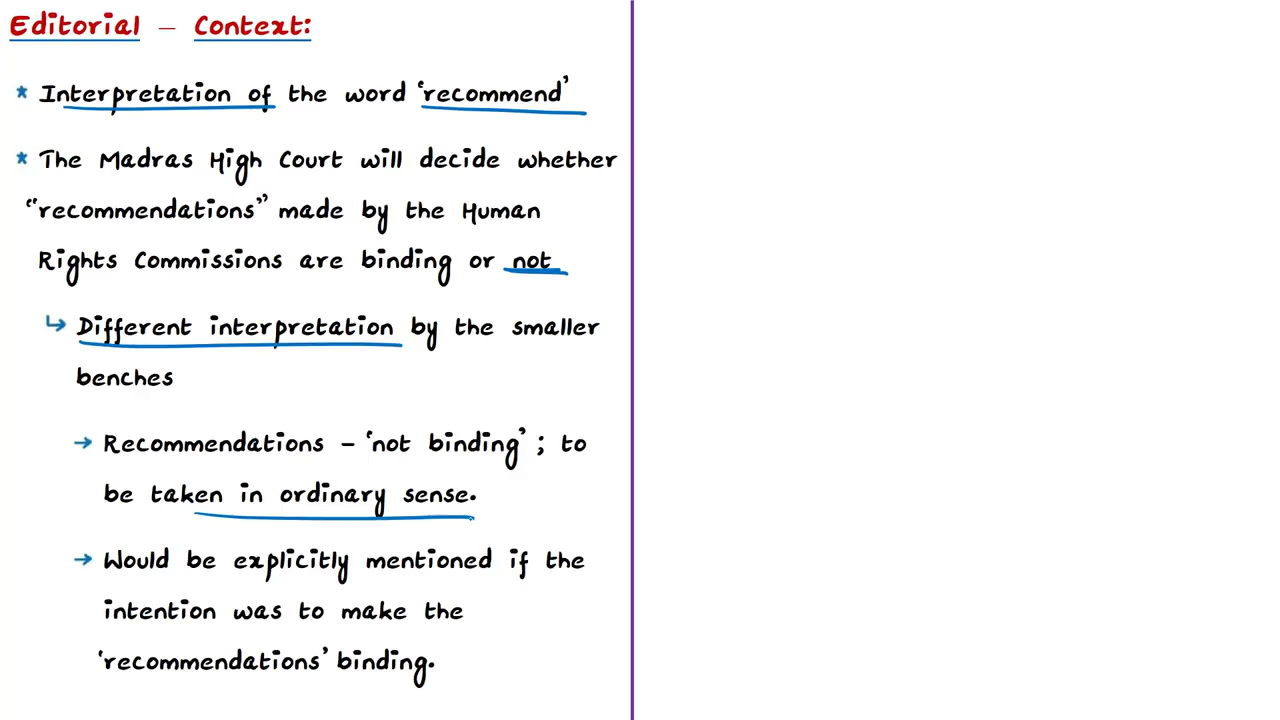 Editorial – Context:
* Interpretation of the word ‘recommend’
* The Madras High Court will decide whether
“recommendations” made by the Human
Rights Commissions are binding or not
↳ Different interpretation by the smaller
benches
→ Recommendations – ‘not binding’ ; to
be taken in ordinary sense.
→ Would be explicitly mentioned if the
intention was to make the
‘recommendations’ binding.